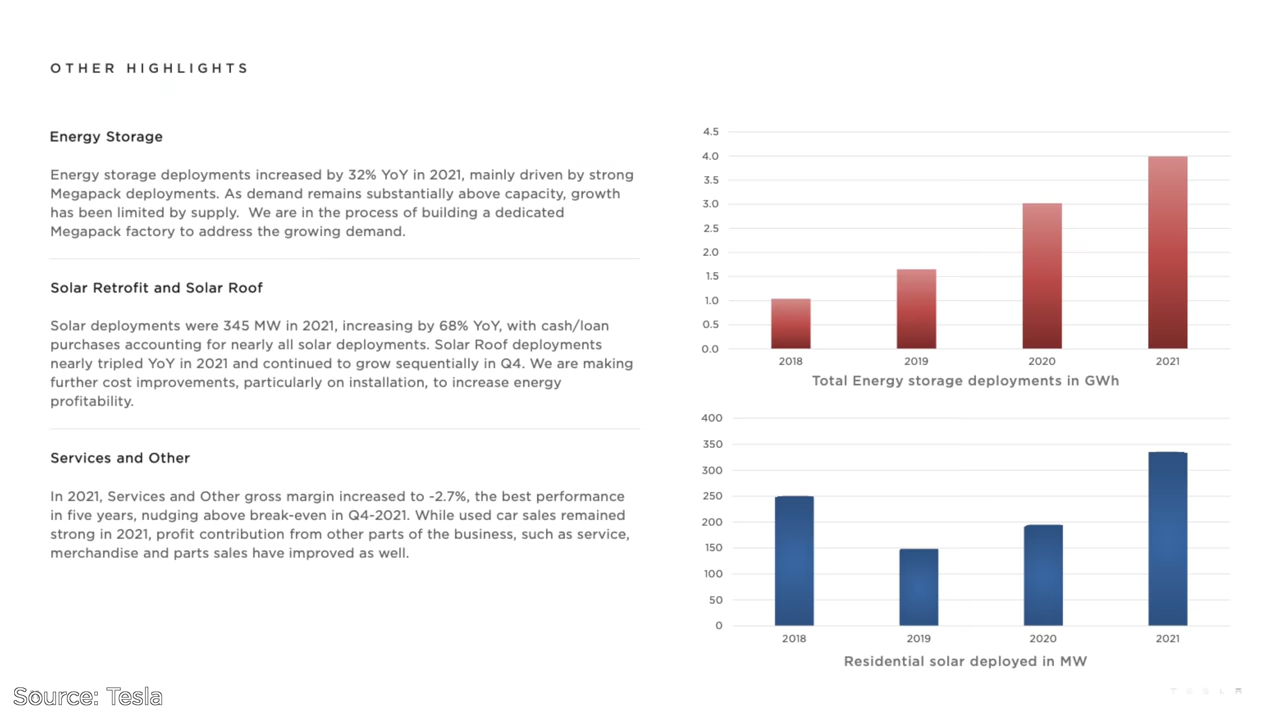 OTHER HIGHLIGHTS
Energy Storage
Energy storage deployments increased by 32% YoY in 2021, mainly driven by strong
Megapack deployments. As demand remains substantially above capacity, growth
has been limited by supply.  We are in the process of building a dedicated
Megapack factory to address the growing demand.
Solar Retrofit and Solar Roof
Solar deployments were 345 MW in 2021, increasing by 68% YoY, with cash/loan
purchases accounting for nearly all solar deployments. Solar Roof deployments
nearly tripled YoY in 2021 and continued to grow sequentially in Q4. We are making
further cost improvements, particularly on installation, to increase energy
profitability.
Services and Other
In 2021, Services and Other gross margin increased to -2.7%, the best performance
in five years, nudging above break-even in Q4-2021. While used car sales remained
strong in 2021, profit contribution from other parts of the business, such as service,
merchandise and parts sales have improved as well.
4.5
4.0
3.5
3.0
2.5
2.0
1.5
1.0
0.5
0.0
2018 2019 2020 2021
Total Energy storage deployments in GWh
400
350
300
250
200
150
100
50
0
2018 2019 2020 2021
Residential solar deployed in MW
Source: Tesla
TESLA